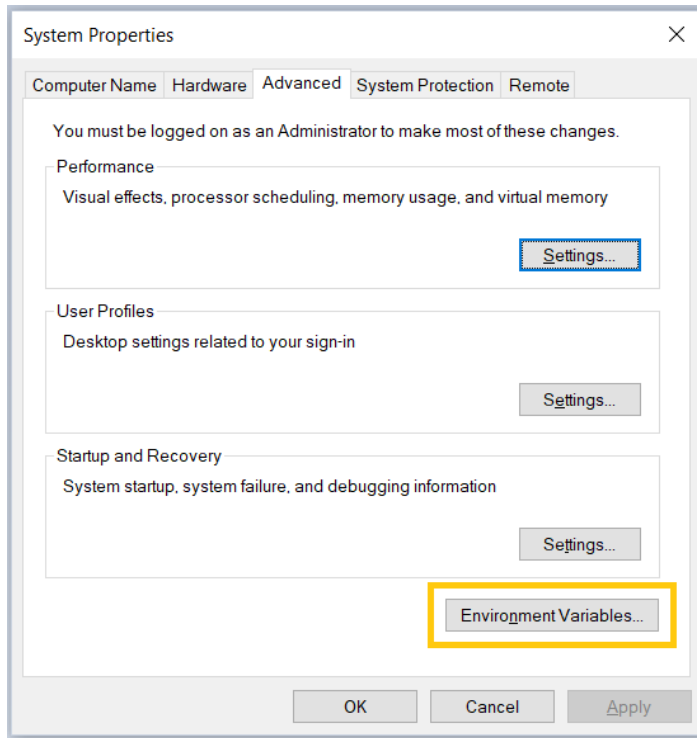 System Properties
Computer Name Hardware Advanced System Protection Remote
You must be logged on as an Administrator to make most of these changes.
Performance
Visual effects, processor scheduling, memory usage, and virtual memory
Settings...
User Profiles
Desktop settings related to your sign-in
Settings...
Startup and Recovery
System startup, system failure, and debugging information
Settings...
Environment Variables...
OK Cancel Apply